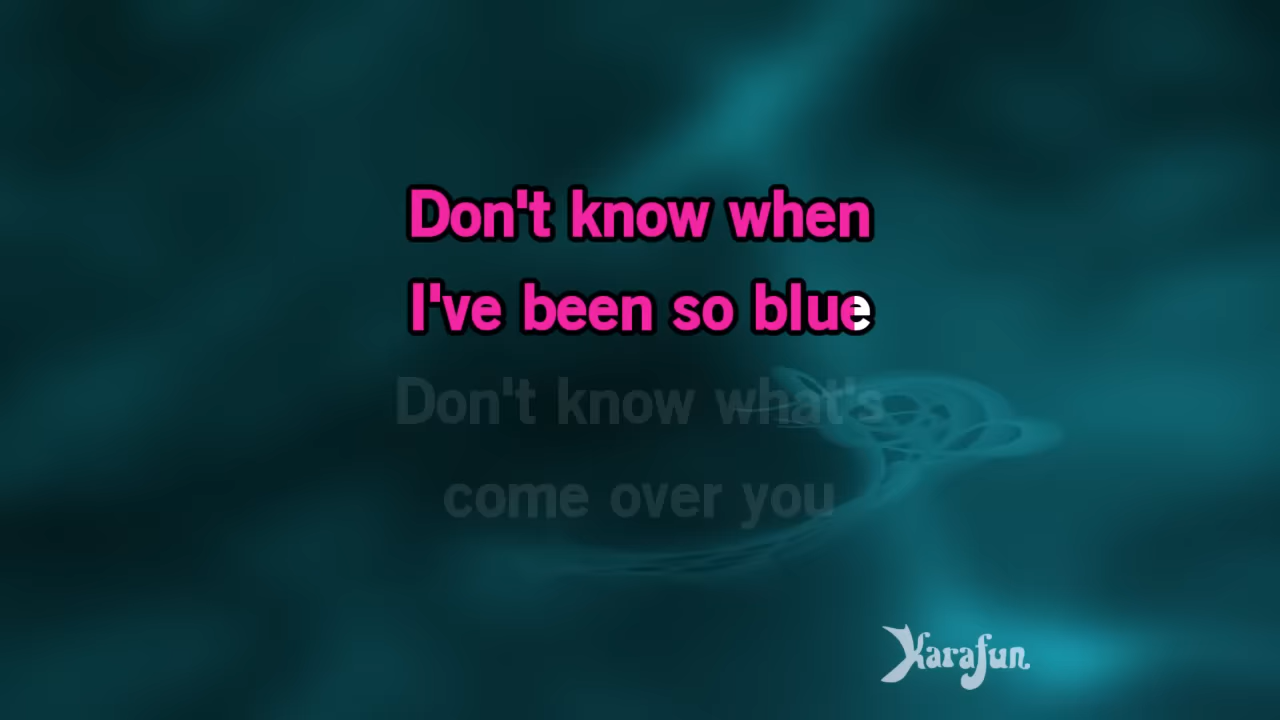 Don't know when
I've been so blue
Don't know what's
come over you
Karafun